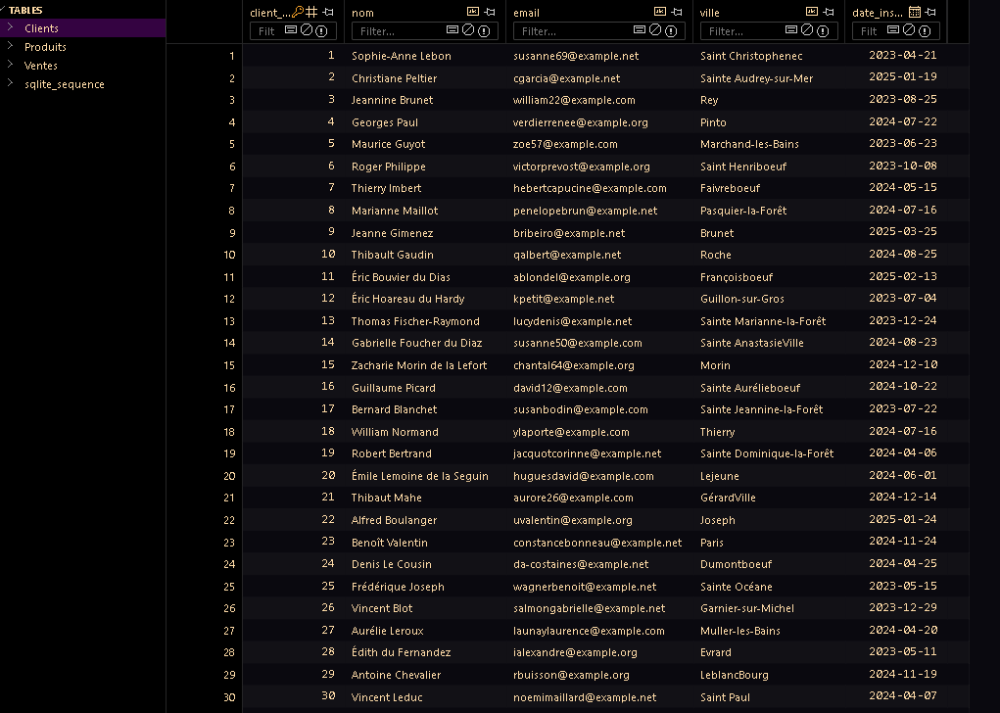 TABLES
Clients
Produits
Ventes
sqlite_sequence
client_... nom email ville date_ins...
Filt Filter... Filter... Filter... Filt
1 1 Sophie-Anne Lebon susanne69@example.net Saint Christophenec 2023-04-21
2 2 Christiane Peltier cgarcia@example.net Sainte Audrey-sur-Mer 2025-01-19
3 3 Jeannine Brunet william22@example.com Rey 2023-08-25
4 4 Georges Paul verdierrenee@example.org Pinto 2024-07-22
5 5 Maurice Guyot zoe57@example.com Marchand-les-Bains 2023-06-23
6 6 Roger Philippe victorprevost@example.org Saint Henriboeuf 2023-10-08
7 7 Thierry Imbert hebertcapucine@example.com Faivreboeuf 2024-05-15
8 8 Marianne Maillot penelopebrun@example.net Pasquier-la-Forêt 2024-07-16
9 9 Jeanne Gimenez bribeiro@example.net Brunet 2025-03-25
10 10 Thibault Gaudin qalbert@example.net Roche 2024-08-25
11 11 Éric Bouvier du Dias ablondel@example.org Françoisboeuf 2025-02-13
12 12 Éric Hoareau du Hardy kpetit@example.net Guillon-sur-Gros 2023-07-04
13 13 Thomas Fischer-Raymond lucydenis@example.net Sainte Marianne-la-Forêt 2023-12-24
14 14 Gabrielle Foucher du Diaz susanne50@example.com Sainte AnastasieVille 2024-08-23
15 15 Zacharie Morin de la Lefort chantal64@example.org Morin 2024-12-10
16 16 Guillaume Picard david12@example.com Sainte Aurélieboeuf 2024-10-22
17 17 Bernard Blanchet susanbodin@example.com Sainte Jeannine-la-Forêt 2023-07-22
18 18 William Normand ylaporte@example.com Thierry 2024-07-16
19 19 Robert Bertrand jacquotcorinne@example.net Sainte Dominique-la-Forêt 2024-04-06
20 20 Émile Lemoine de la Seguin huguesdavid@example.com Lejeune 2024-06-01
21 21 Thibaut Mahe aurore26@example.com GérardVille 2024-12-14
22 22 Alfred Boulanger uvalentin@example.org Joseph 2025-01-24
23 23 Benoît Valentin constancebonneau@example.net Paris 2024-11-24
24 24 Denis Le Cousin da-costaines@example.net Dumontboeuf 2024-04-25
25 25 Frédérique Joseph wagnerbenoit@example.net Sainte Océane 2023-05-15
26 26 Vincent Blot salmongabrielle@example.net Garnier-sur-Michel 2023-12-29
27 27 Aurélie Leroux launaylaurence@example.com Muller-les-Bains 2024-04-20
28 28 Édith du Fernandez ialexandre@example.org Evrard 2023-05-11
29 29 Antoine Chevalier rbuisson@example.org LeblancBourg 2024-11-19
30 30 Vincent Leduc noemimaillard@example.net Saint Paul 2024-04-07